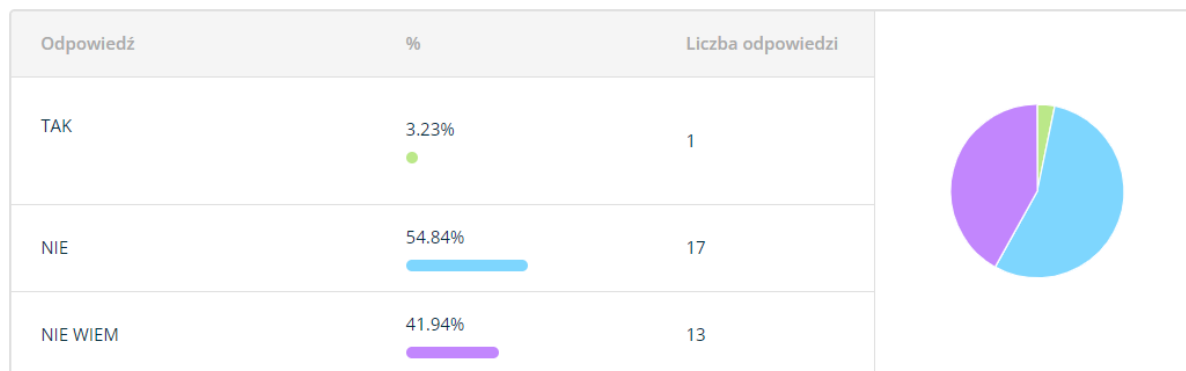 Odpowiedź % Liczba odpowiedzi
TAK 3.23% 1
NIE 54.84% 17
NIE WIEM 41.94% 13